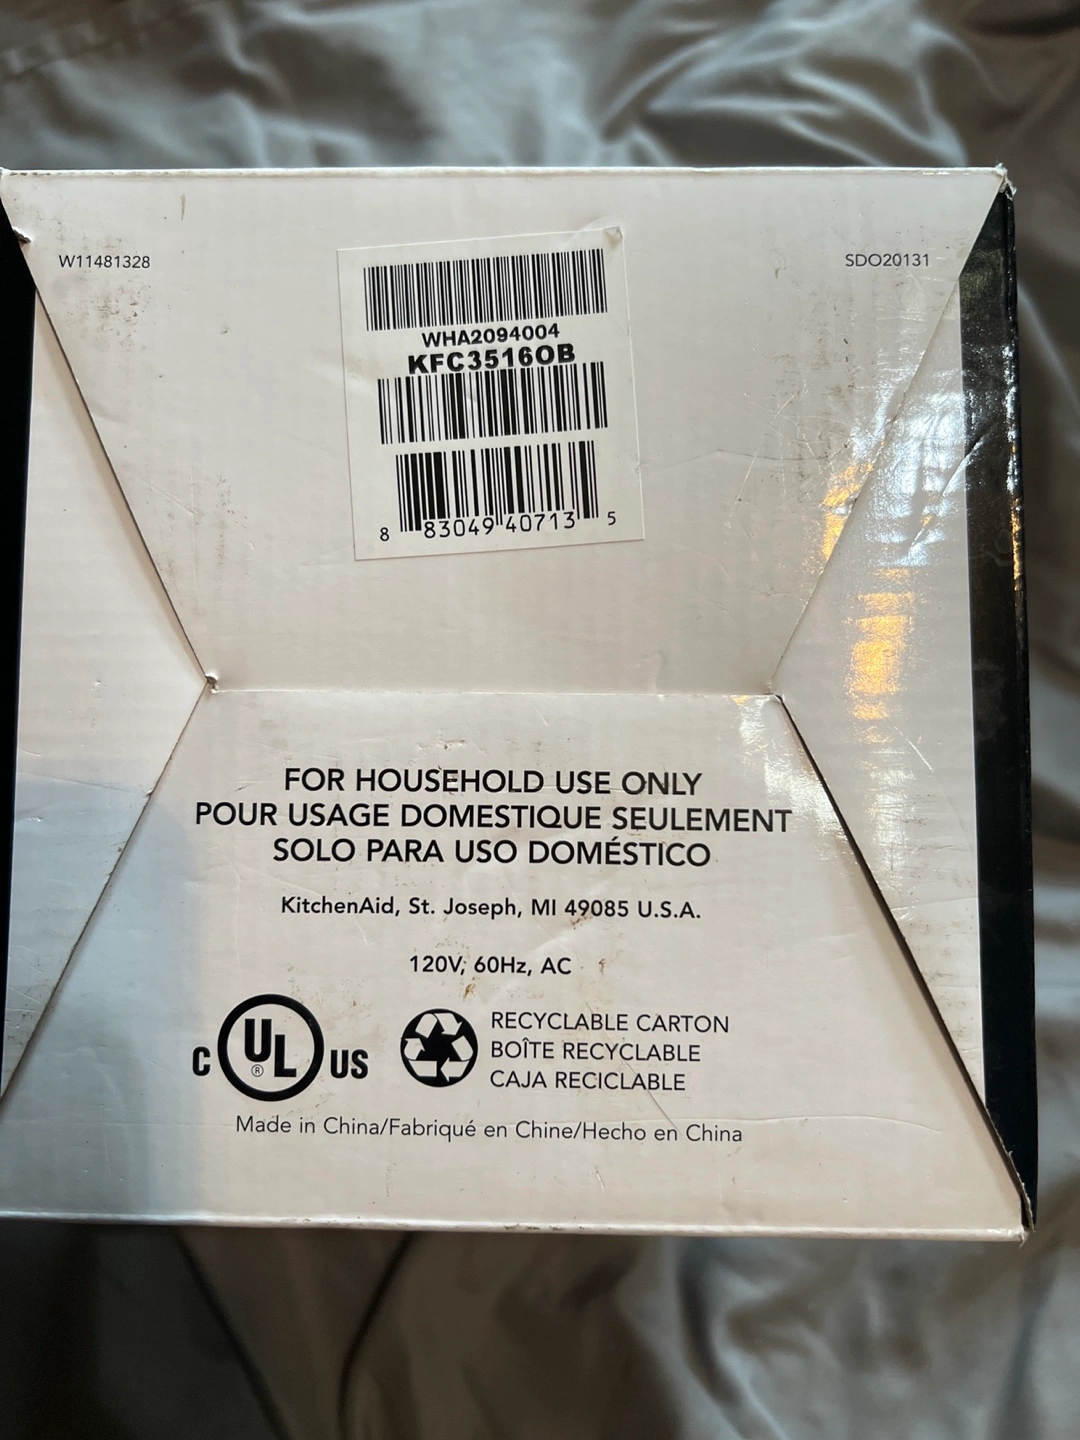 W11481328
SDO20131
WHA2094004
KFC3516OB
8 83049 40713 5
FOR HOUSEHOLD USE ONLY
POUR USAGE DOMESTIQUE SEULEMENT
SOLO PARA USO DOMÉSTICO
KitchenAid, St. Joseph, MI 49085 U.S.A.
120V, 60Hz, AC
C UL ® US
RECYCLABLE CARTON
BOÎTE RECYCLABLE
CAJA RECICLABLE
Made in China/Fabriqué en Chine/Hecho en China